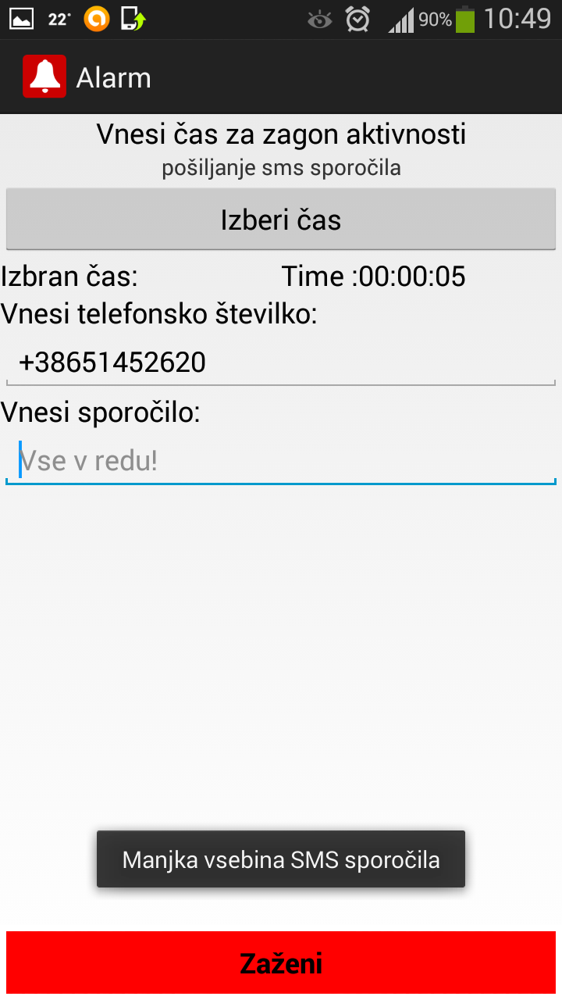 22° 90% 10:49
Alarm
Vnesi čas za zagon aktivnosti
pošiljanje sms sporočila
Izberi čas
Izbran čas: Time :00:00:05
Vnesi telefonsko številko:
+38651452620
Vnesi sporočilo:
Vse v redu!
Manjka vsebina SMS sporočila
Zaženi